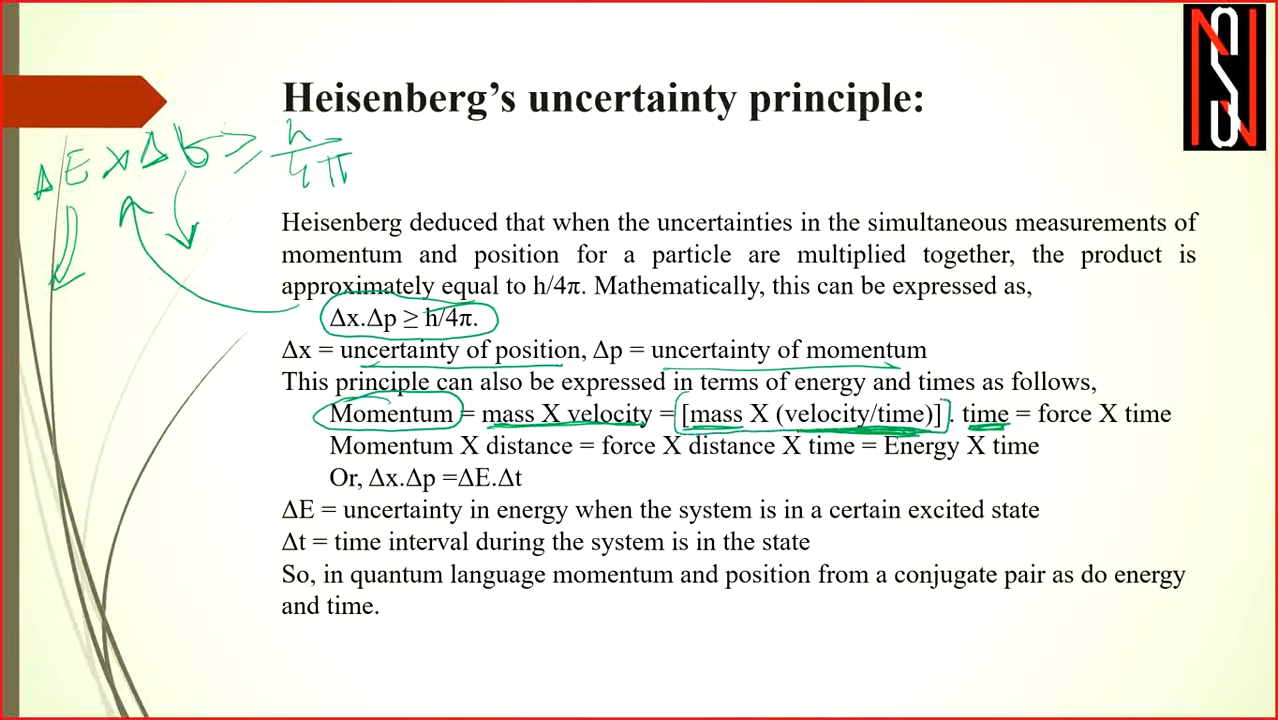 Heisenberg’s uncertainty principle:
ΔE x Δt ≥ h/4π
Heisenberg deduced that when the uncertainties in the simultaneous measurements of
momentum and position for a particle are multiplied together, the product is
approximately equal to h/4π. Mathematically, this can be expressed as,
Δx.Δp ≥ h/4π.
Δx = uncertainty of position, Δp = uncertainty of momentum
This principle can also be expressed in terms of energy and times as follows,
Momentum = mass X velocity = [mass X (velocity/time)]. time = force X time
Momentum X distance = force X distance X time = Energy X time
Or, Δx.Δp =ΔE.Δt
ΔE = uncertainty in energy when the system is in a certain excited state
Δt = time interval during the system is in the state
So, in quantum language momentum and position from a conjugate pair as do energy
and time.